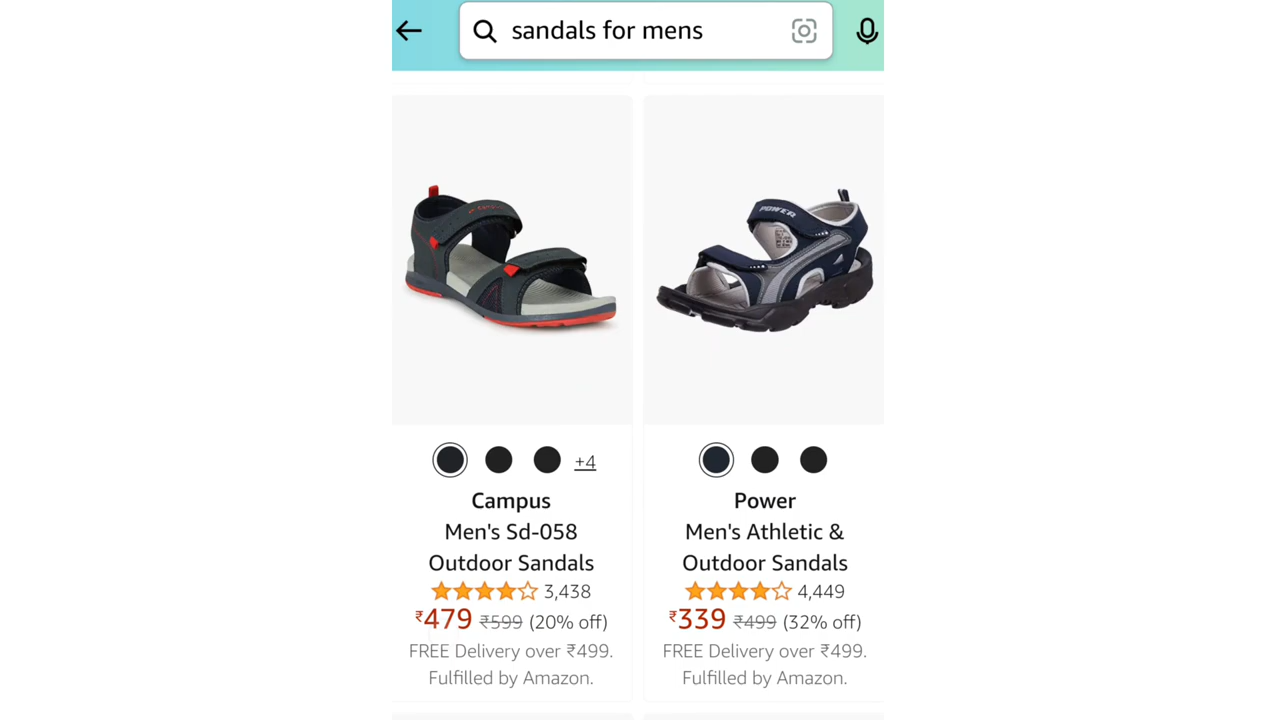 sandals for mens
POWER
+4
Campus
Men's Sd-058
Outdoor Sandals
3,438
₹479 ₹599 (20% off)
FREE Delivery over ₹499.
Fulfilled by Amazon.
Power
Men's Athletic &
Outdoor Sandals
4,449
₹339 ₹499 (32% off)
FREE Delivery over ₹499.
Fulfilled by Amazon.